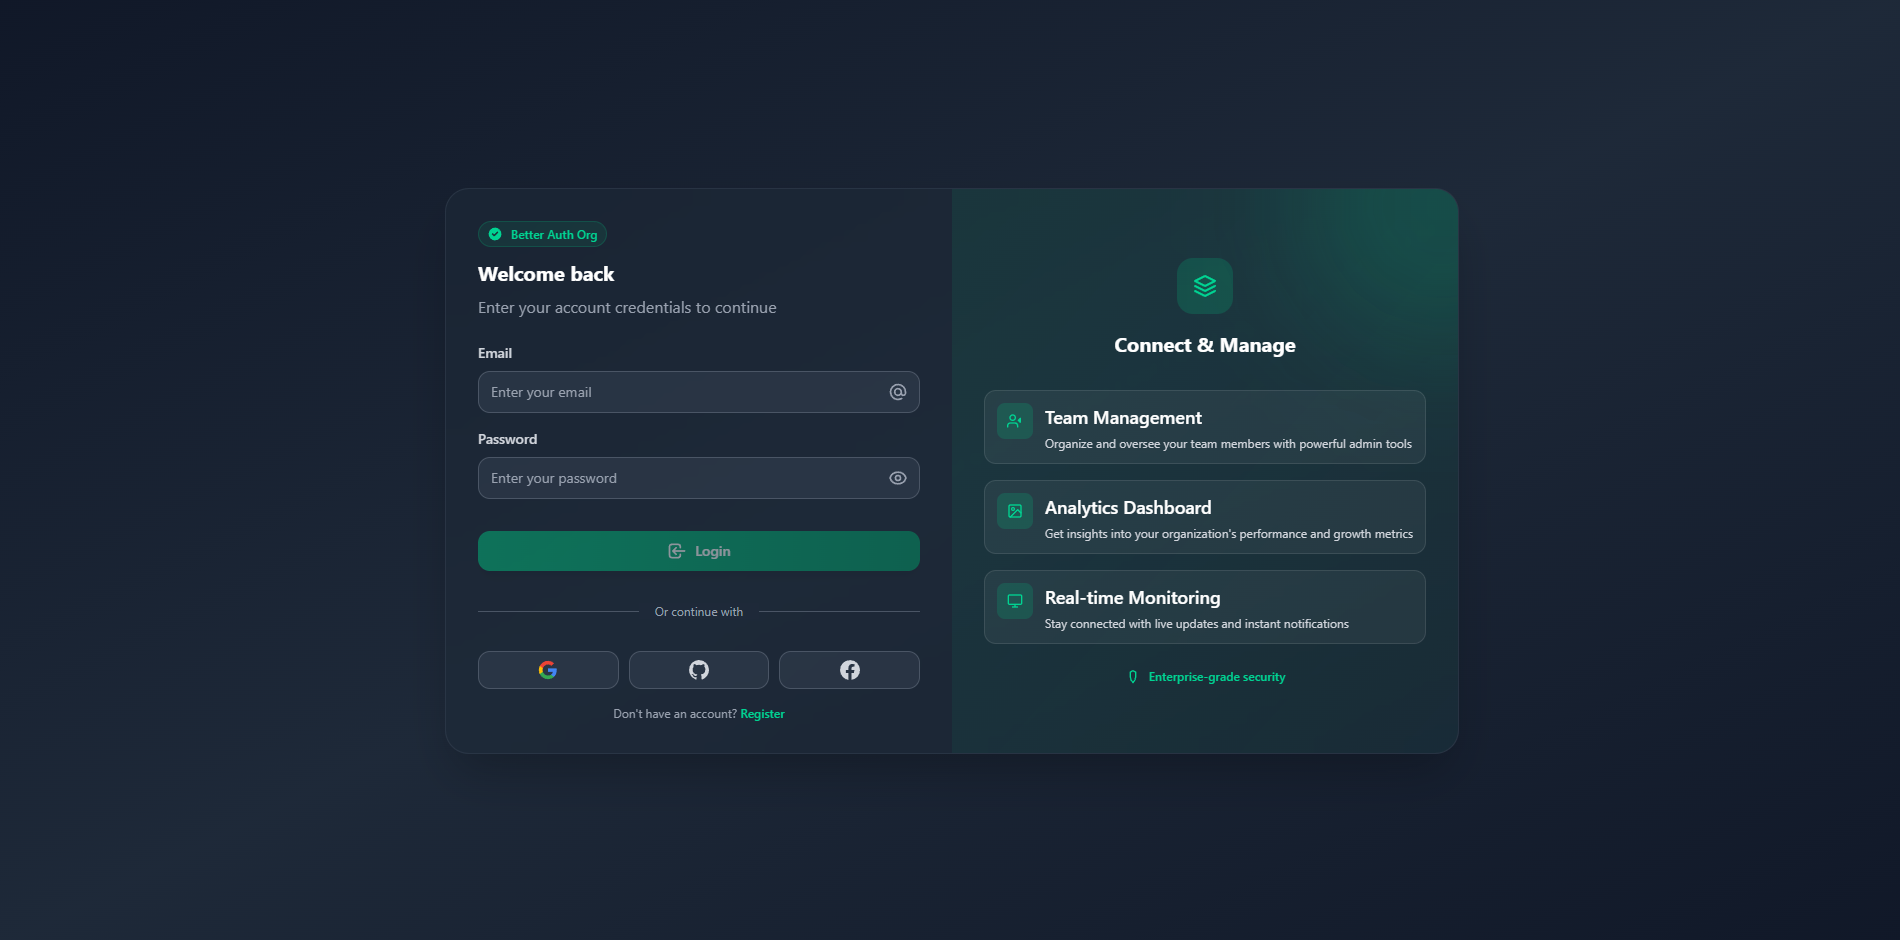 Better Auth Org
Welcome back
Enter your account credentials to continue
Email
Enter your email
Password
Enter your password
Login
Or continue with
Don't have an account? Register
Connect & Manage
Team Management
Organize and oversee your team members with powerful admin tools
Analytics Dashboard
Get insights into your organization's performance and growth metrics
Real-time Monitoring
Stay connected with live updates and instant notifications
Enterprise-grade security